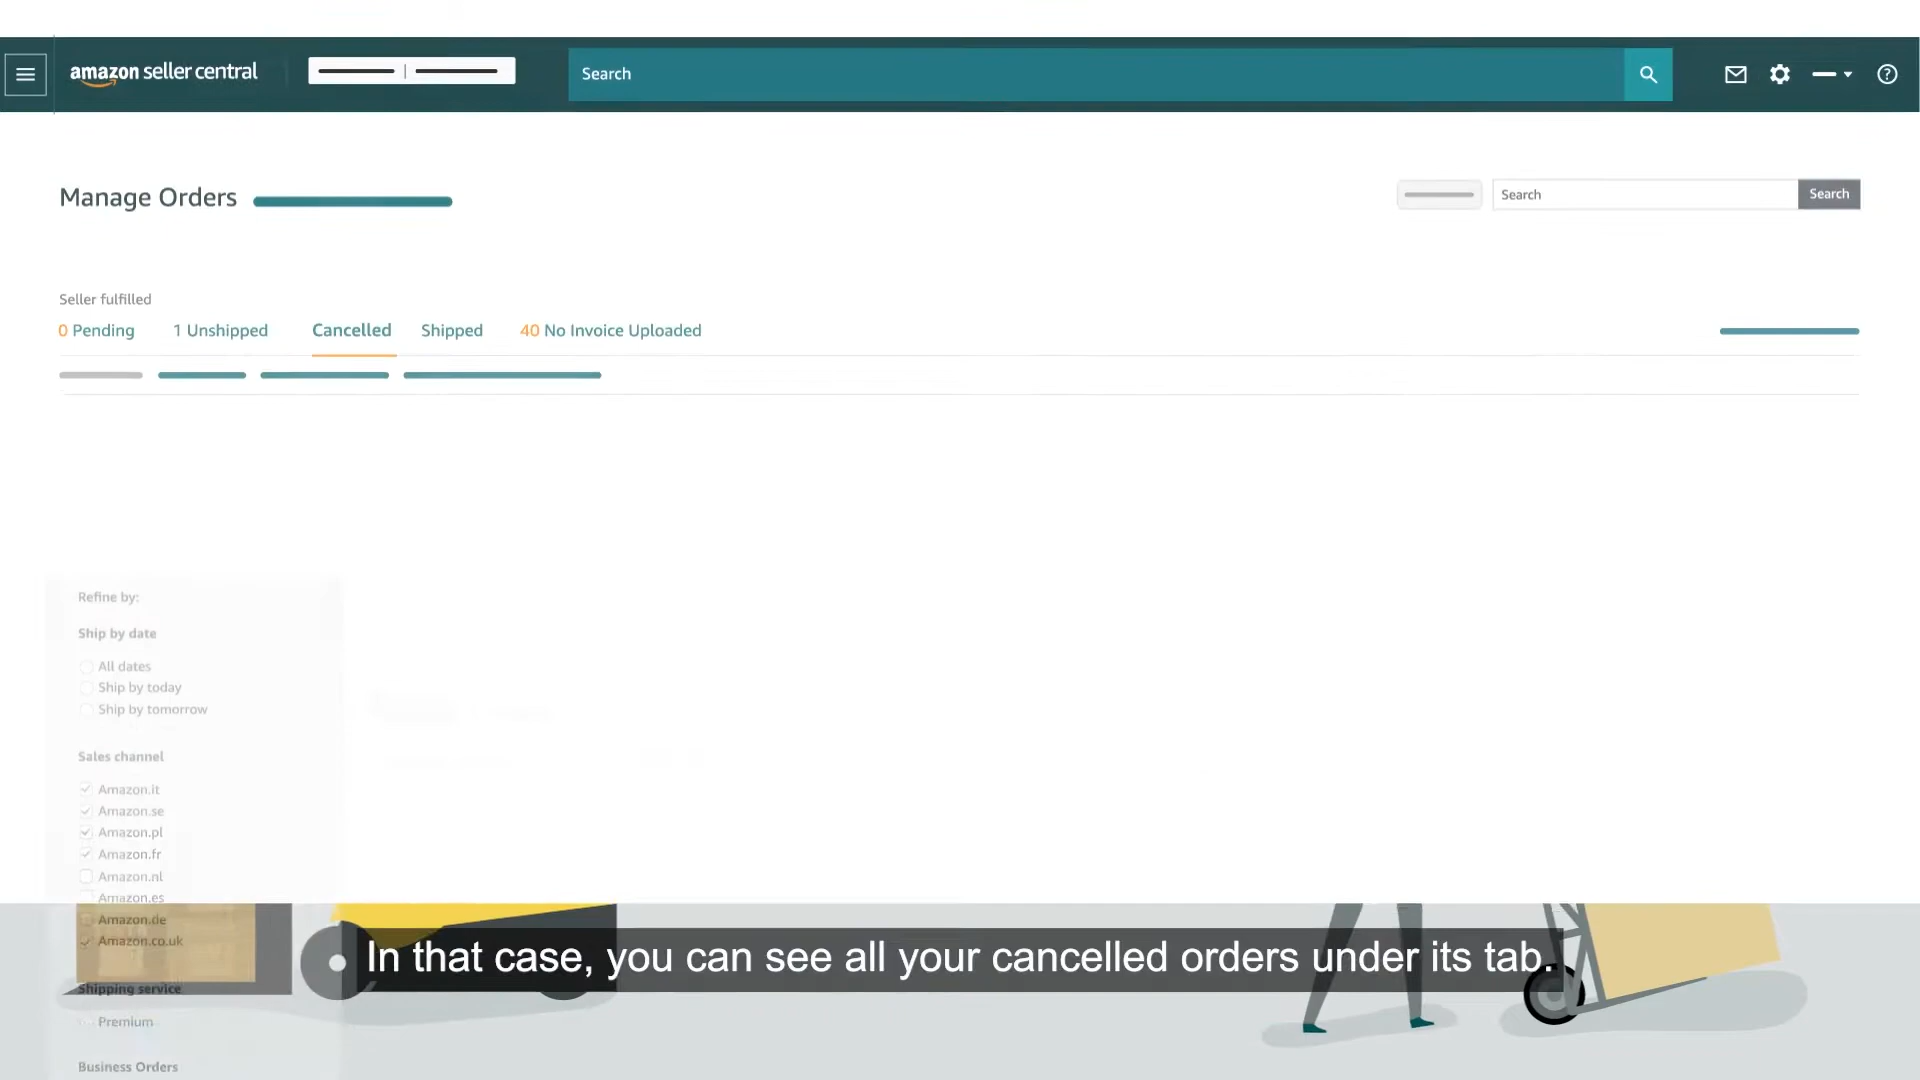 amazon seller central
Search
Manage Orders
Search
Search
Seller fulfilled
0 Pending 1 Unshipped Cancelled Shipped 40 No Invoice Uploaded
Refine by:
Ship by date
All dates
Ship by today
Ship by tomorrow
Sales channel
Amazon.it
Amazon.se
Amazon.pl
Amazon.fr
Amazon.nl
Amazon.es
Amazon.de
Amazon.co.uk
In that case, you can see all your cancelled orders under its tab.
Shipping service
Premium
Business Orders